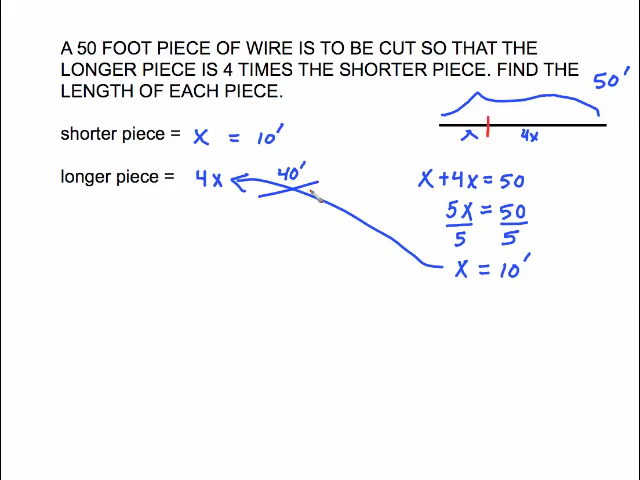 A 50 FOOT PIECE OF WIRE IS TO BE CUT SO THAT THE
LONGER PIECE IS 4 TIMES THE SHORTER PIECE. FIND THE
LENGTH OF EACH PIECE.
50'
x 4x
shorter piece = x = 10'
longer piece = 4x 40'
x + 4x = 50
5x = 50
5 5
x = 10'